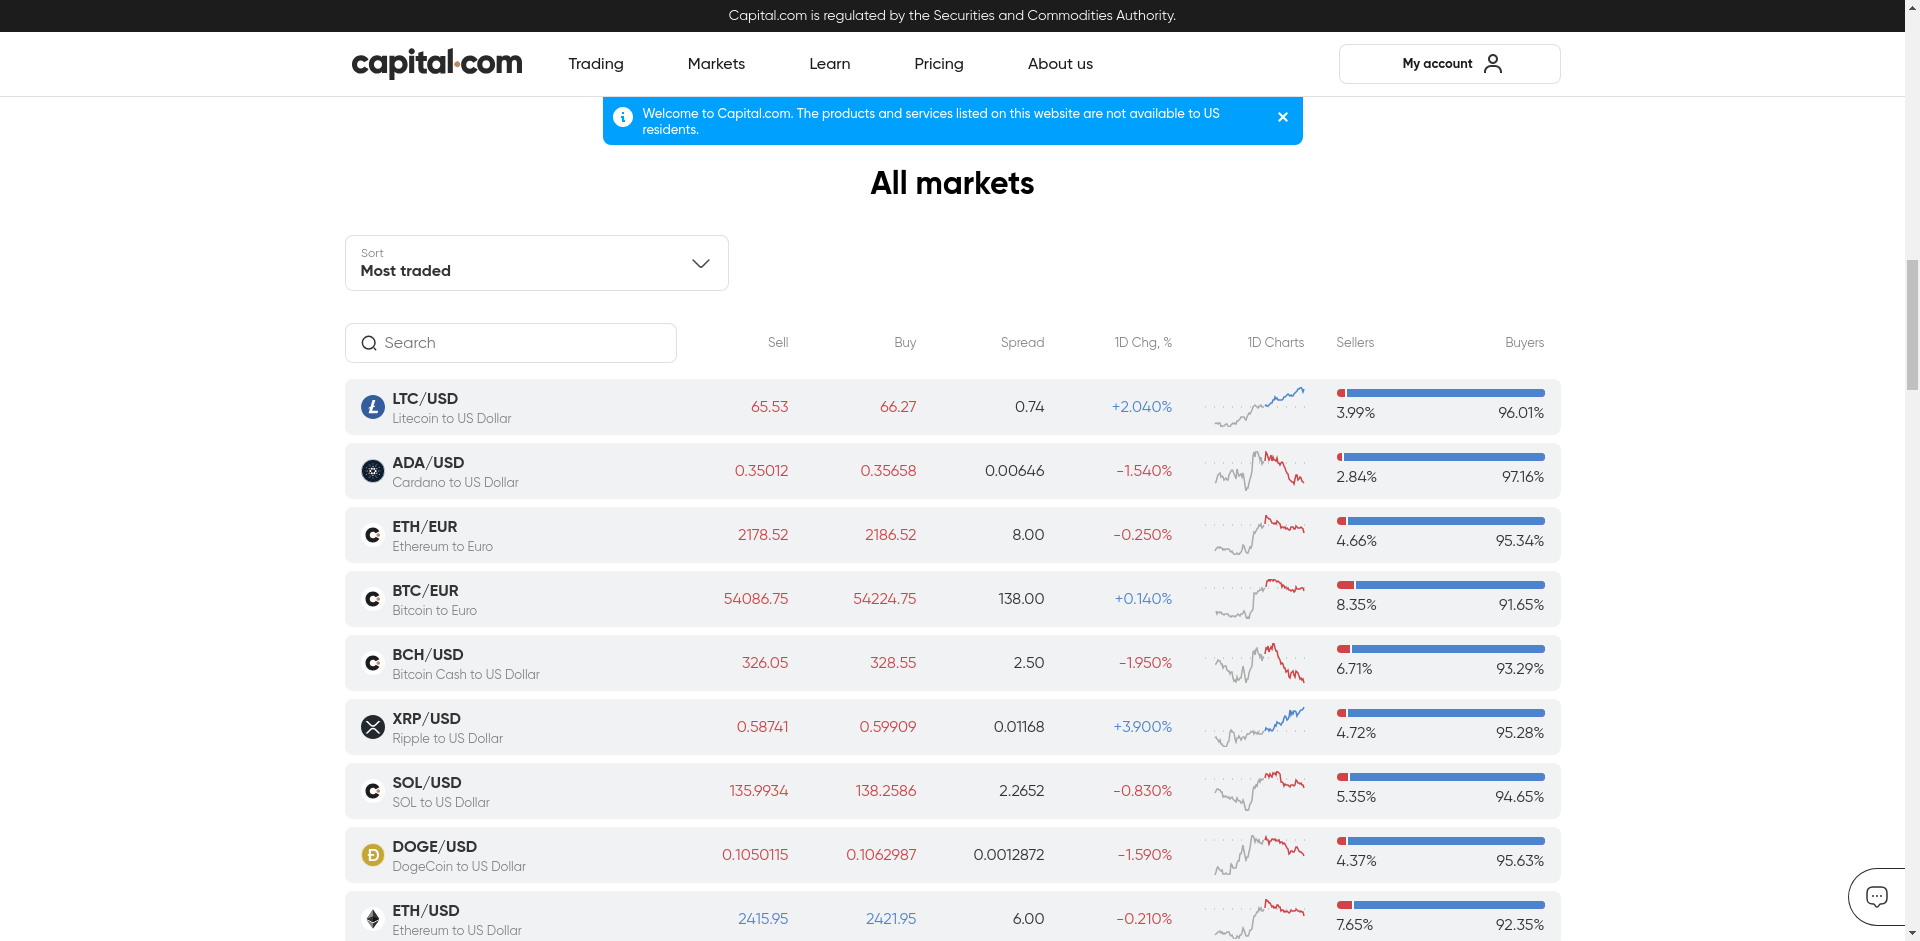 Capital.com is regulated by the Securities and Commodities Authority.
capital.com Trading Markets Learn Pricing About us My account
Welcome to Capital.com. The products and services listed on this website are not available to US
residents.
All markets
Sort
Most traded
Search Sell Buy Spread 1D Chg, % 1D Charts Sellers Buyers
LTC/USD
Litecoin to US Dollar
65.53 66.27 0.74 +2.040% 3.99% 96.01%
ADA/USD
Cardano to US Dollar
0.35012 0.35658 0.00646 -1.540% 2.84% 97.16%
ETH/EUR
Ethereum to Euro
2178.52 2186.52 8.00 -0.250% 4.66% 95.34%
BTC/EUR
Bitcoin to Euro
54086.75 54224.75 138.00 +0.140% 8.35% 91.65%
BCH/USD
Bitcoin Cash to US Dollar
326.05 328.55 2.50 -1.950% 6.71% 93.29%
XRP/USD
Ripple to US Dollar
0.58741 0.59909 0.01168 +3.900% 4.72% 95.28%
SOL/USD
SOL to US Dollar
135.9934 138.2586 2.2652 -0.830% 5.35% 94.65%
DOGE/USD
DogeCoin to US Dollar
0.1050115 0.1062987 0.0012872 -1.590% 4.37% 95.63%
ETH/USD
Ethereum to US Dollar
2415.95 2421.95 6.00 -0.210% 7.65% 92.35%